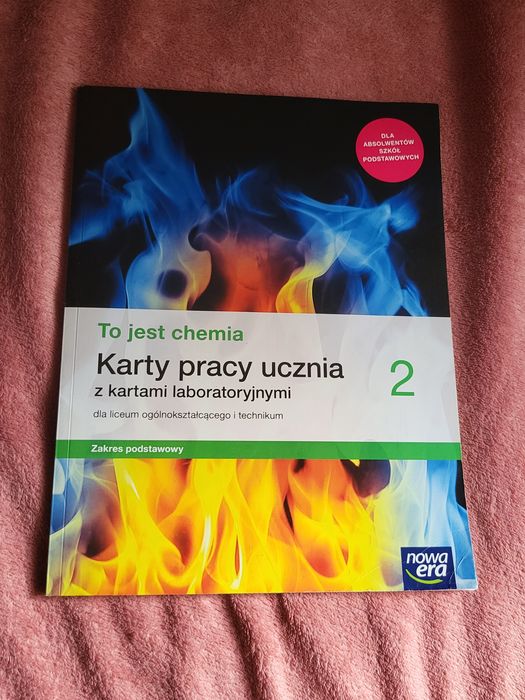 DLA
ABSOLWENTÓW
SZKÓŁ
PODSTAWOWYCH
To jest chemia
Karty pracy ucznia
z kartami laboratoryjnymi
2
dla liceum ogólnokształcącego i technikum
Zakres podstawowy
nowa
era